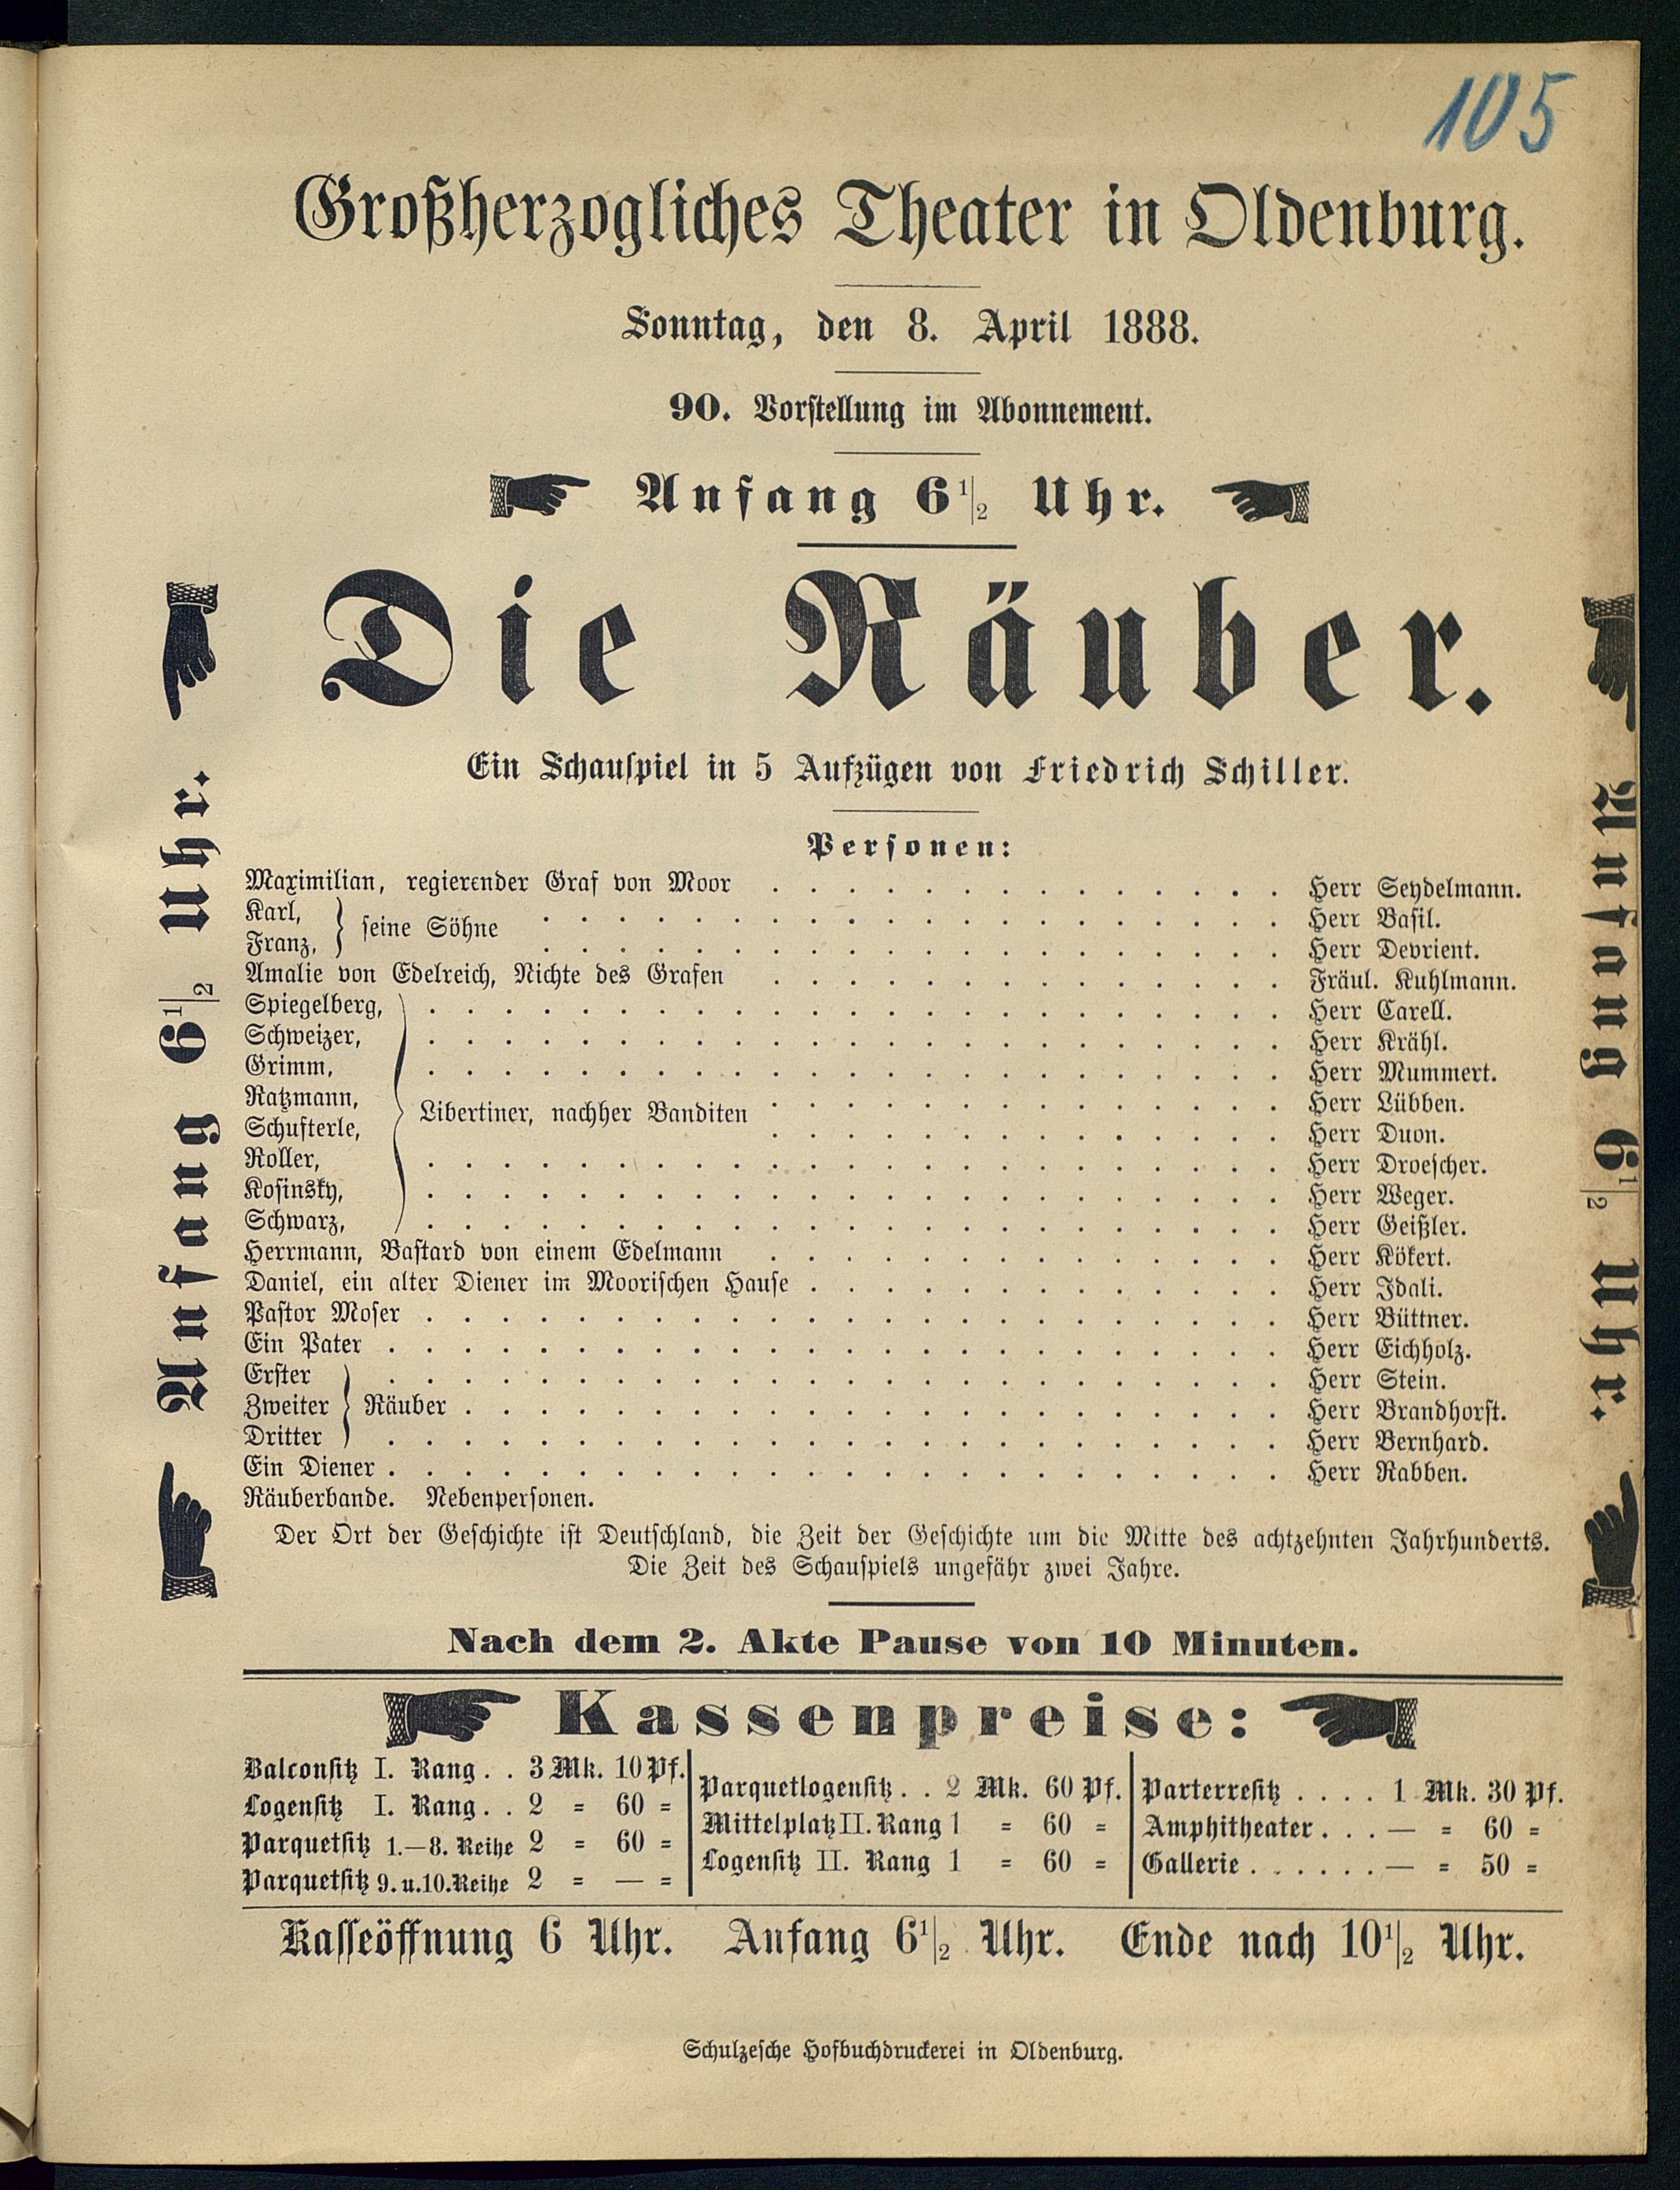 105
Großherzogliches Theater in Oldenburg.
Sonntag, den 8. April 1888.
90. Vorstellung im Abonnement.
Anfang 6½ Uhr.
Die Räuber.
Ein Schauspiel in 5 Aufzügen von Friedrich Schiller.
Personen:
Maximilian, regierender Graf von Moor . . . . . Herr Seydelmann.
Karl, } seine Söhne . . . . . Herr Basil.
Franz, } . . . . . Herr Devrient.
Amalie von Edelreich, Nichte des Grafen . . . . . Fräul. Kuhlmann.
Spiegelberg, . . . . . Herr Carell.
Schweizer, . . . . . Herr Krähl.
Grimm, . . . . . Herr Mummert.
Ratzmann, . . . . . Herr Lübben.
Libertiner, nachher Banditen
Schufterle, . . . . . Herr Duon.
Roller, . . . . . Herr Droescher.
Kosinsky, . . . . . Herr Weger.
Schwarz, . . . . . Herr Geißler.
Herrmann, Bastard von einem Edelmann . . . . . Herr Kökert.
Daniel, ein alter Diener im Moorischen Hause . . . . . Herr Idali.
Pastor Moser . . . . . Herr Büttner.
Ein Pater . . . . . Herr Eichholz.
Erster . . . . . Herr Stein.
Zweiter } Räuber . . . . . Herr Brandhorst.
Dritter . . . . . Herr Bernhard.
Ein Diener . . . . . Herr Rabben.
Räuberbande. Nebenpersonen.
Der Ort der Geschichte ist Deutschland, die Zeit der Geschichte um die Mitte des achtzehnten Jahrhunderts.
Die Zeit des Schauspiels ungefähr zwei Jahre.
Nach dem 2. Akte Pause von 10 Minuten.
Kassenpreise:
Balconsitz I. Rang . . 3 Mk. 10 Pf.
Logensitz I. Rang . . 2 = 60 =
Parquetsitz 1.—8. Reihe 2 = 60 =
Parquetsitz 9. u. 10. Reihe 2 = — =
Parquetlogensitz . . 2 Mk. 60 Pf.
Mittelplatz II. Rang 1 = 60 =
Logensitz II. Rang 1 = 60 =
Parterresitz . . . . 1 Mk. 30 Pf.
Amphitheater . . . — = 60 =
Gallerie . . . . . . — = 50 =
Kasseöffnung 6 Uhr. Anfang 6½ Uhr. Ende nach 10½ Uhr.
Schulzesche Hofbuchdruckerei in Oldenburg.
Anfang 6½ Uhr.
Anfang 6½ Uhr.